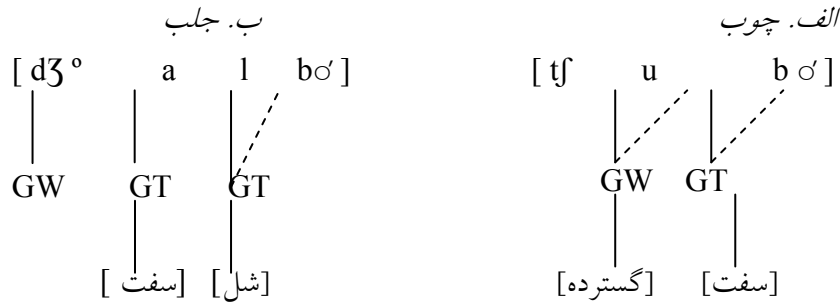 الف. چوب ب. جلب
[ dʒ º a l b♂ ] [ tʃ u b ♂ ]
GW GT GT GW GT
[سفت ] [شل] [گسترده] [سفت]